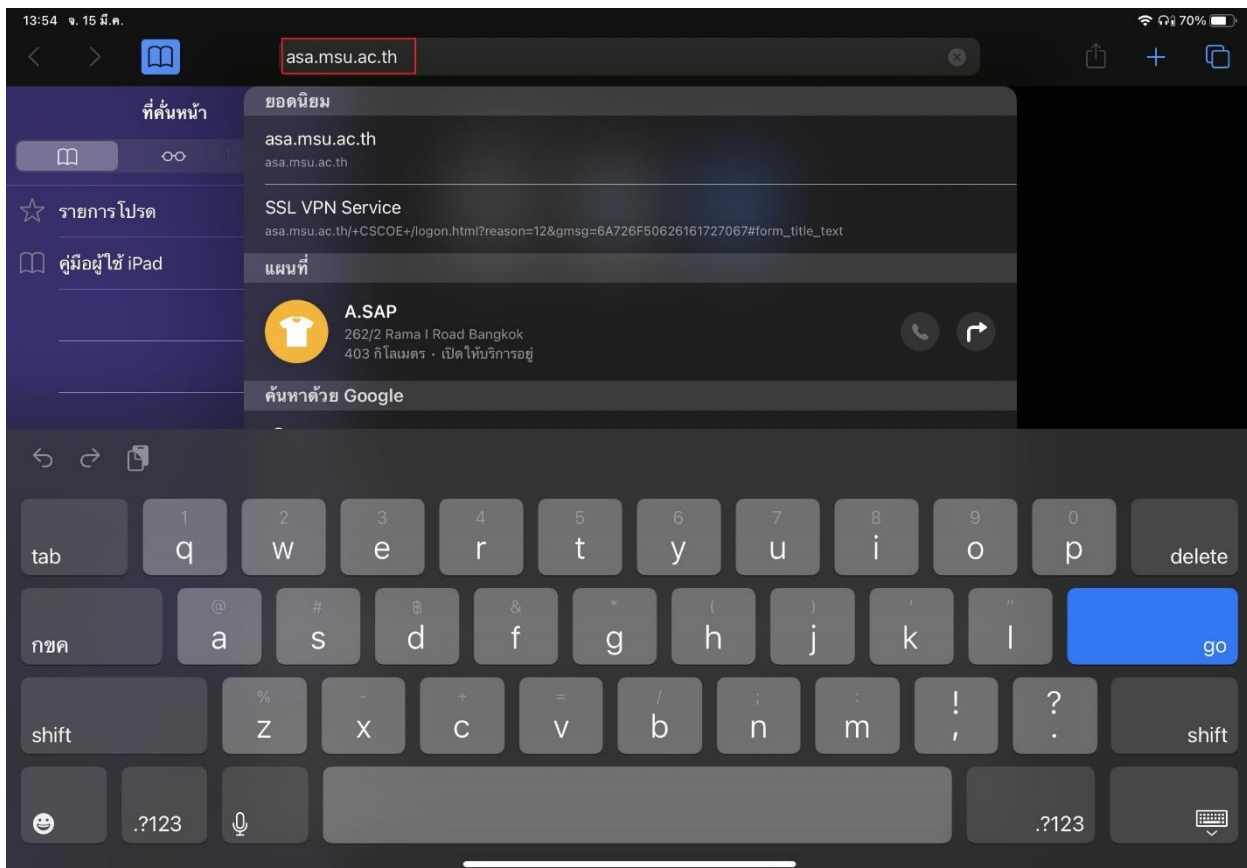 13:54 จ. 15 มี.ค.
70%
asa.msu.ac.th
ที่คั่นหน้า
รายการโปรด
คู่มือผู้ใช้ iPad
ยอดนิยม
asa.msu.ac.th
asa.msu.ac.th
SSL VPN Service
asa.msu.ac.th/+CSCOE+/logon.html?reason=12&gmsg=6A726F50626161727067#form_title_text
แผนที่
A.SAP
262/2 Rama I Road Bangkok
403 กิโลเมตร · เปิดให้บริการอยู่
ค้นหาด้วย Google
1 2 3 4 5 6 7 8 9 0
tab q w e r t y u i o p delete
@ # ฿ & * ( ) ' "
กขค a s d f g h j k l go
% - + = / ; : ! ?
shift z x c v b n m , . shift
.?123 .?123